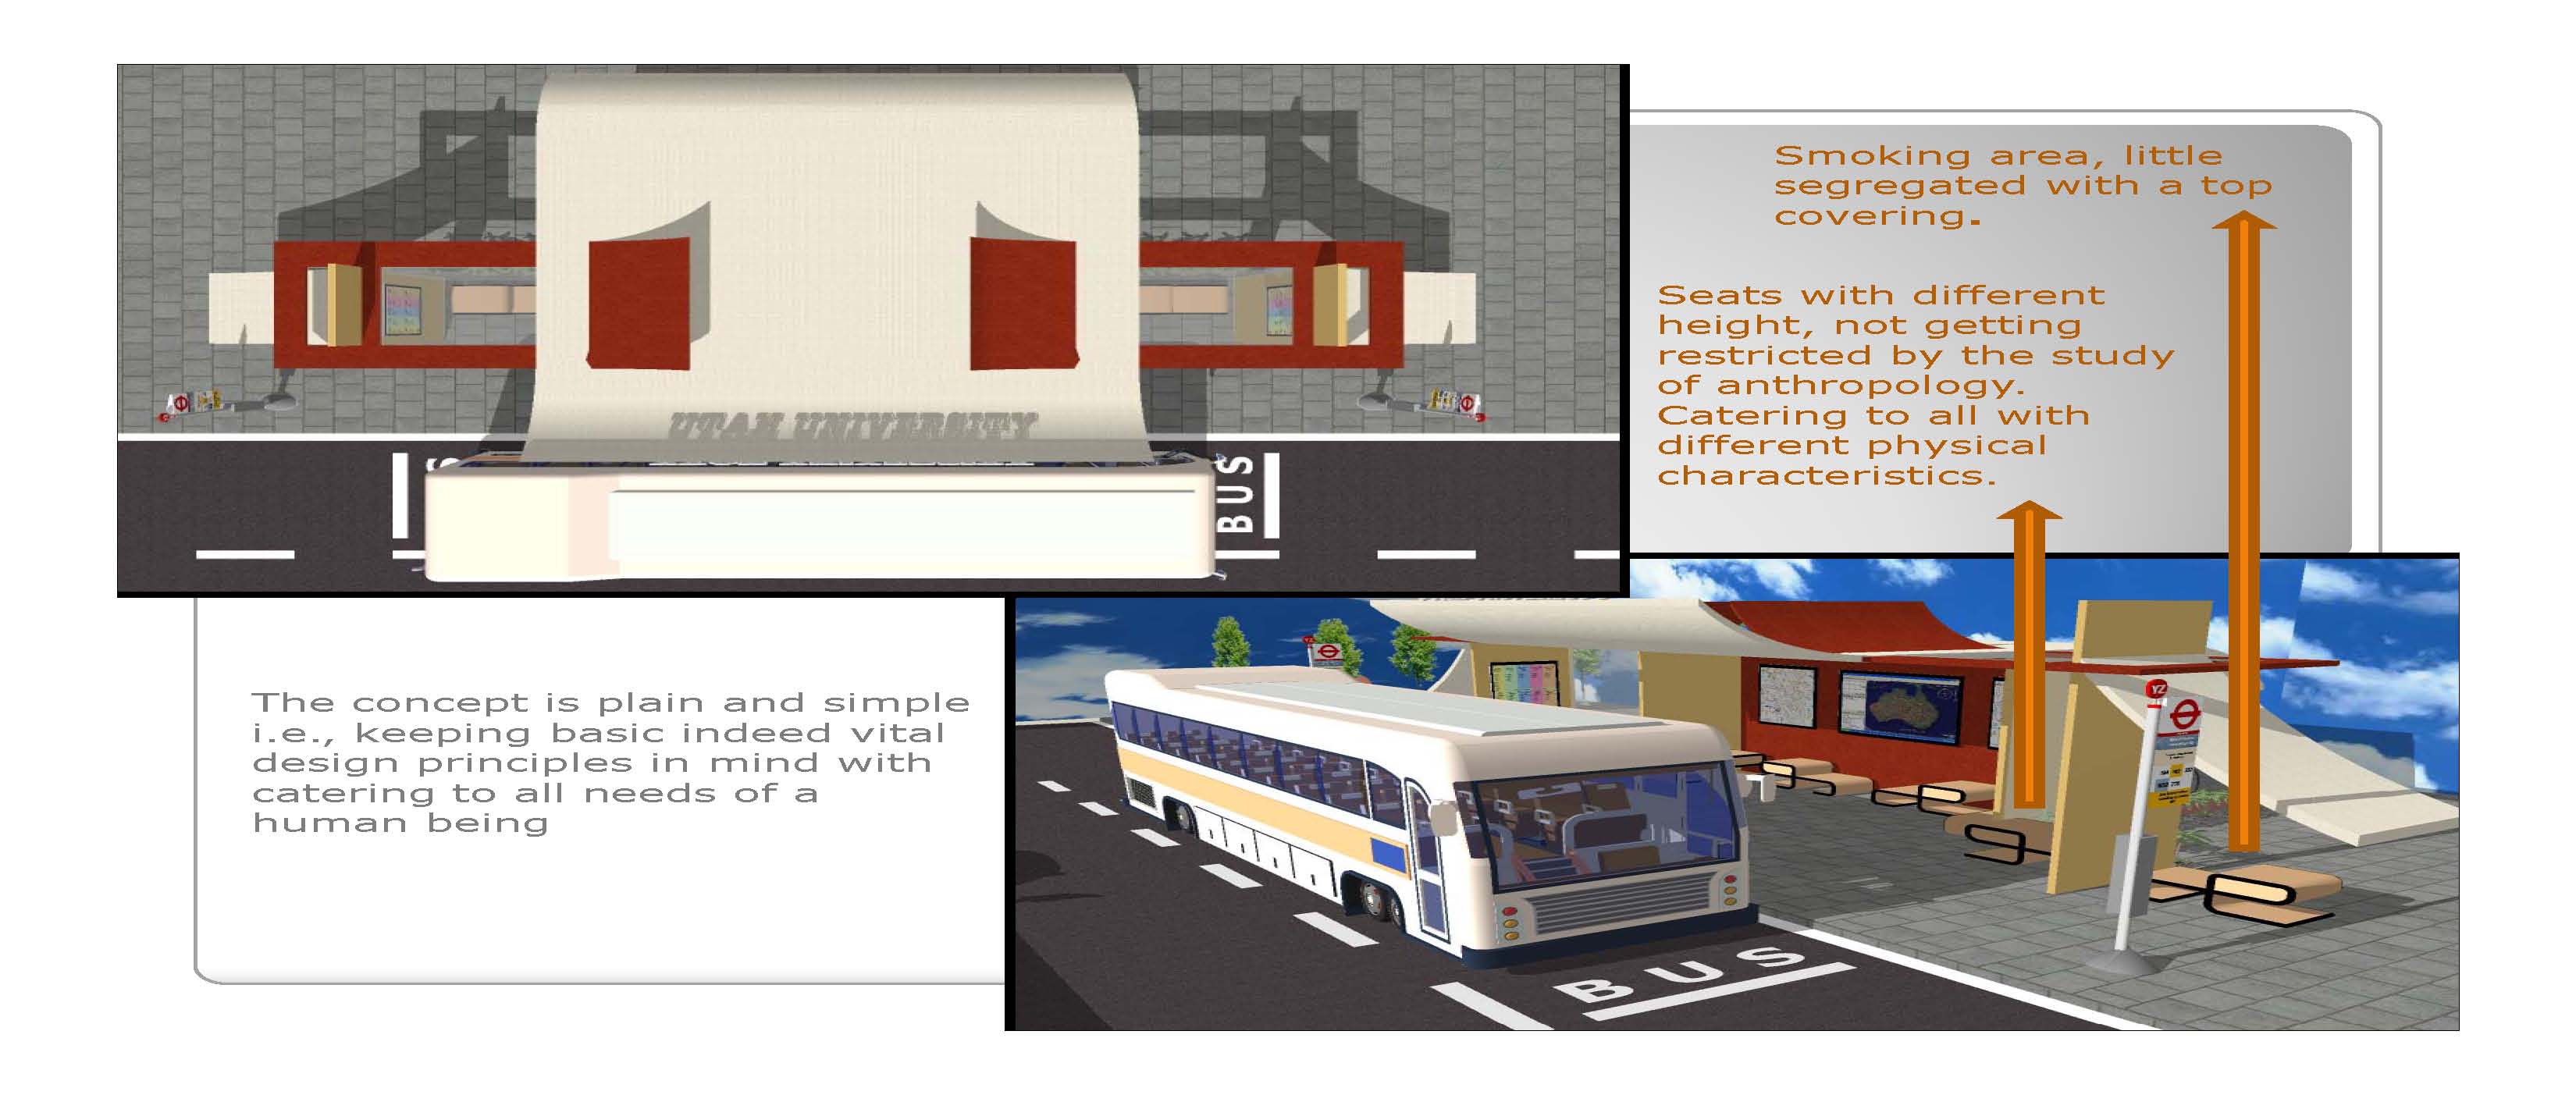 Smoking area, little
segregated with a top
covering.
Seats with different
height, not getting
restricted by the study
of anthropology.
Catering to all with
different physical
characteristics.
UTAH UNIVERSITY
BUS
The concept is plain and simple
i.e., keeping basic indeed vital
design principles in mind with
catering to all needs of a
human being
YZ
BUS